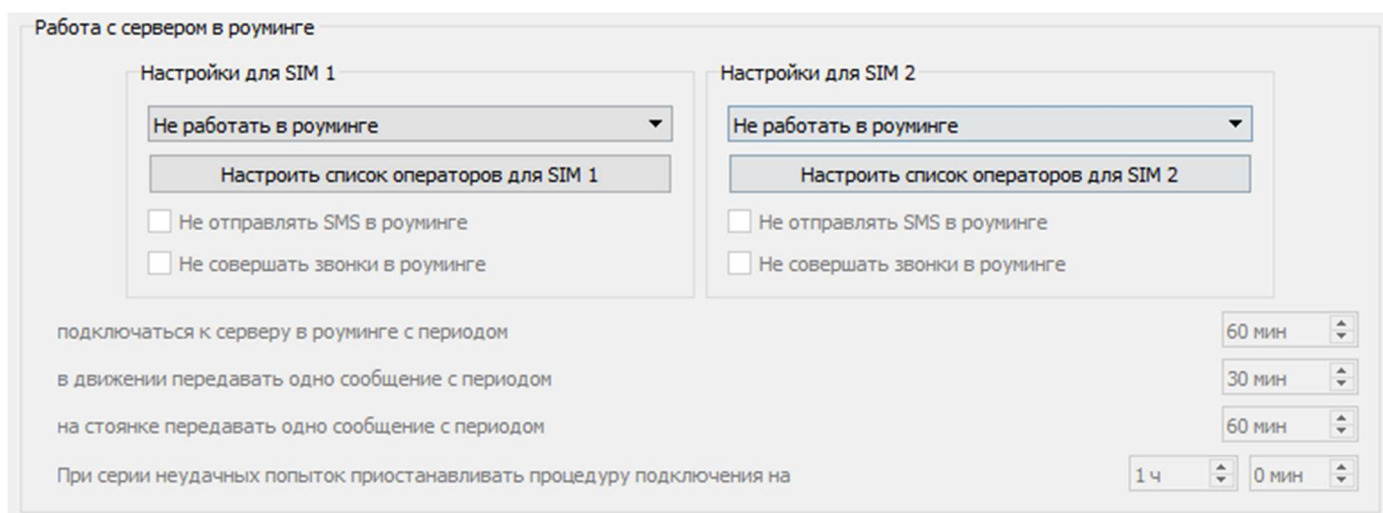 Работа с сервером в роуминге
Настройки для SIM 1
Не работать в роуминге
Настроить список операторов для SIM 1
Не отправлять SMS в роуминге
Не совершать звонки в роуминге
Настройки для SIM 2
Не работать в роуминге
Настроить список операторов для SIM 2
Не отправлять SMS в роуминге
Не совершать звонки в роуминге
подключаться к серверу в роуминге с периодом 60 мин
в движении передавать одно сообщение с периодом 30 мин
на стоянке передавать одно сообщение с периодом 60 мин
При серии неудачных попыток приостанавливать процедуру подключения на 1 ч 0 мин